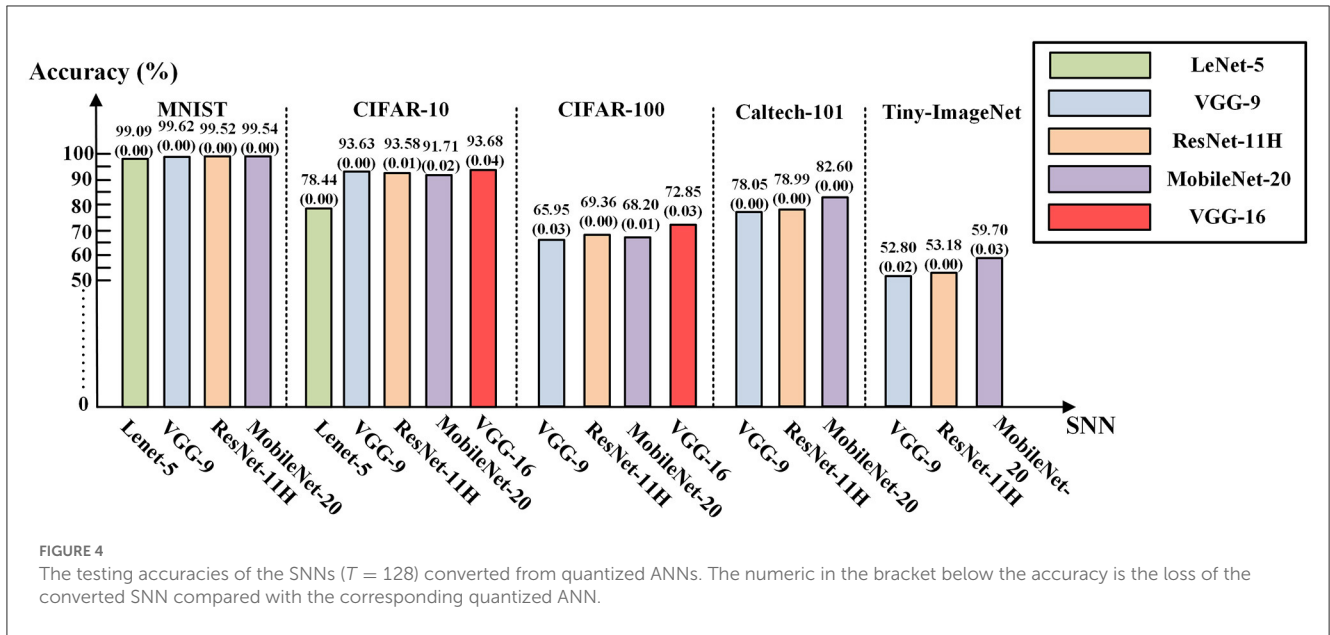 Accuracy (%)
MNIST
CIFAR-10
CIFAR-100
Caltech-101
Tiny-ImageNet
LeNet-5
VGG-9
ResNet-11H
MobileNet-20
VGG-16
99.09
(0.00)
99.62
(0.00)
99.52
(0.00)
99.54
(0.00)
78.44
(0.00)
93.63
(0.00)
93.58
(0.01)
91.71
(0.02)
93.68
(0.04)
65.95
(0.03)
69.36
(0.00)
68.20
(0.01)
72.85
(0.03)
78.05
(0.00)
78.99
(0.00)
82.60
(0.00)
52.80
(0.02)
53.18
(0.00)
59.70
(0.03)
100
90
80
70
60
50
0
SNN
Lenet-5
VGG-9
ResNet-11H
MobileNet-20
Lenet-5
VGG-9
ResNet-11H
MobileNet-20
VGG-16
VGG-9
ResNet-11H
MobileNet-20
VGG-16
VGG-9
ResNet-11H
MobileNet-20
VGG-9
ResNet-11H
MobileNet-
20
FIGURE 4
The testing accuracies of the SNNs (T = 128) converted from quantized ANNs. The numeric in the bracket below the accuracy is the loss of the
converted SNN compared with the corresponding quantized ANN.